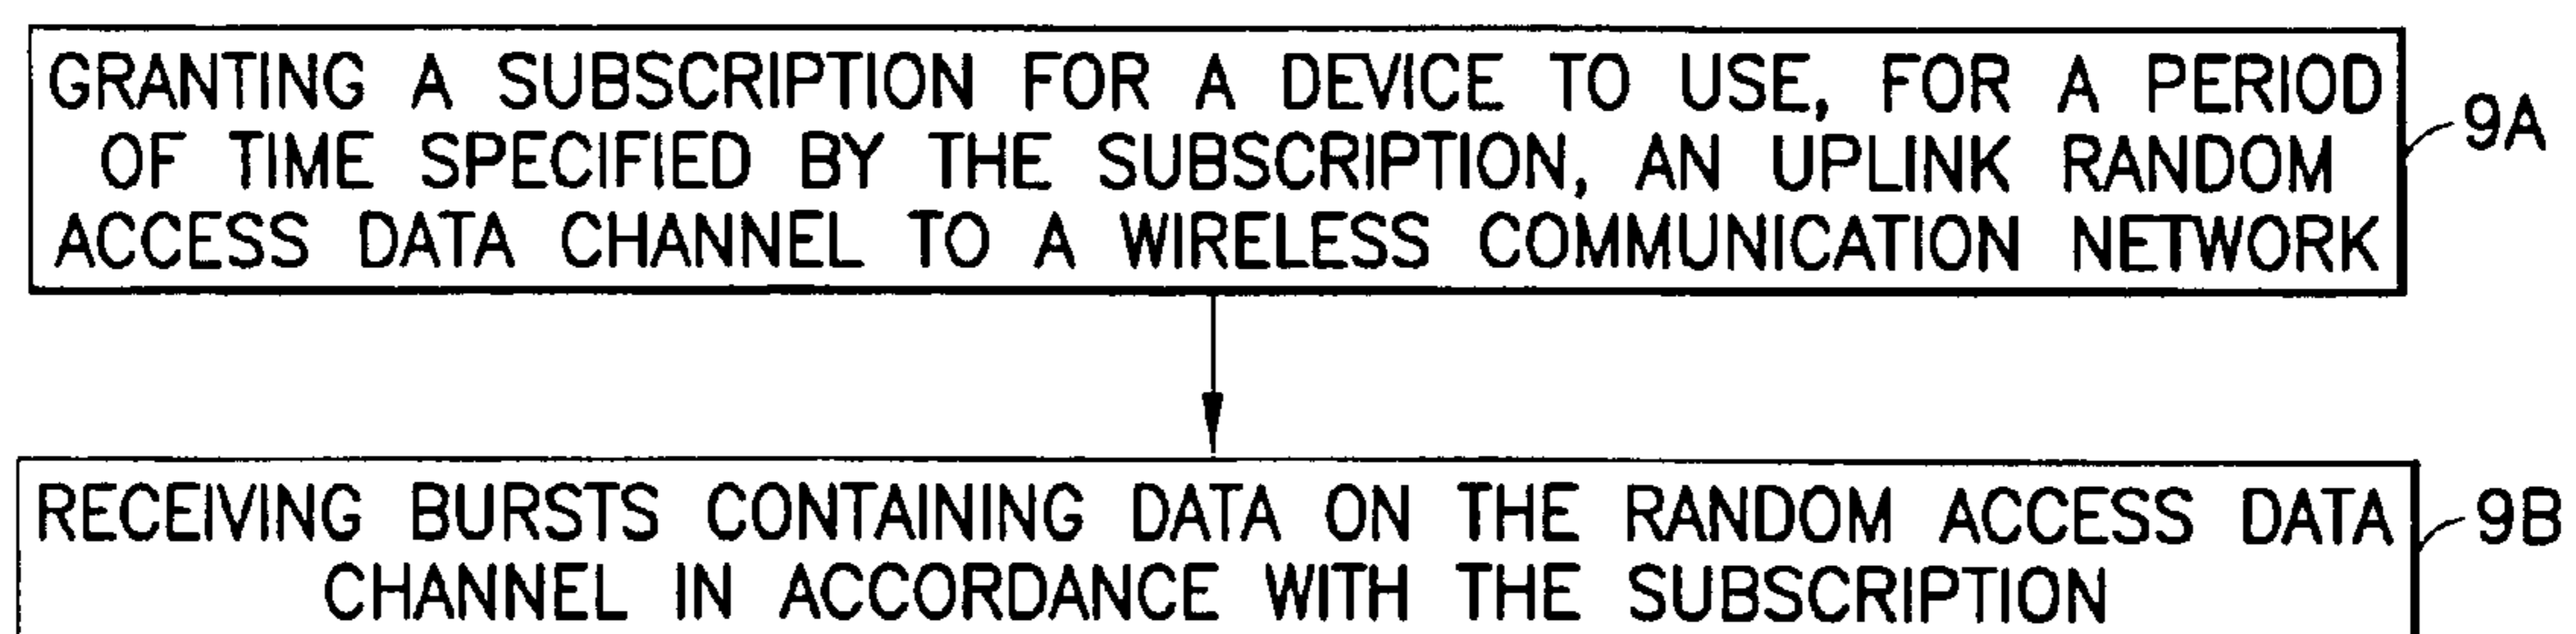 GRANTING A SUBSCRIPTION FOR A DEVICE TO USE, FOR A PERIOD
OF TIME SPECIFIED BY THE SUBSCRIPTION, AN UPLINK RANDOM
ACCESS DATA CHANNEL TO A WIRELESS COMMUNICATION NETWORK
9A
RECEIVING BURSTS CONTAINING DATA ON THE RANDOM ACCESS DATA
CHANNEL IN ACCORDANCE WITH THE SUBSCRIPTION
9B